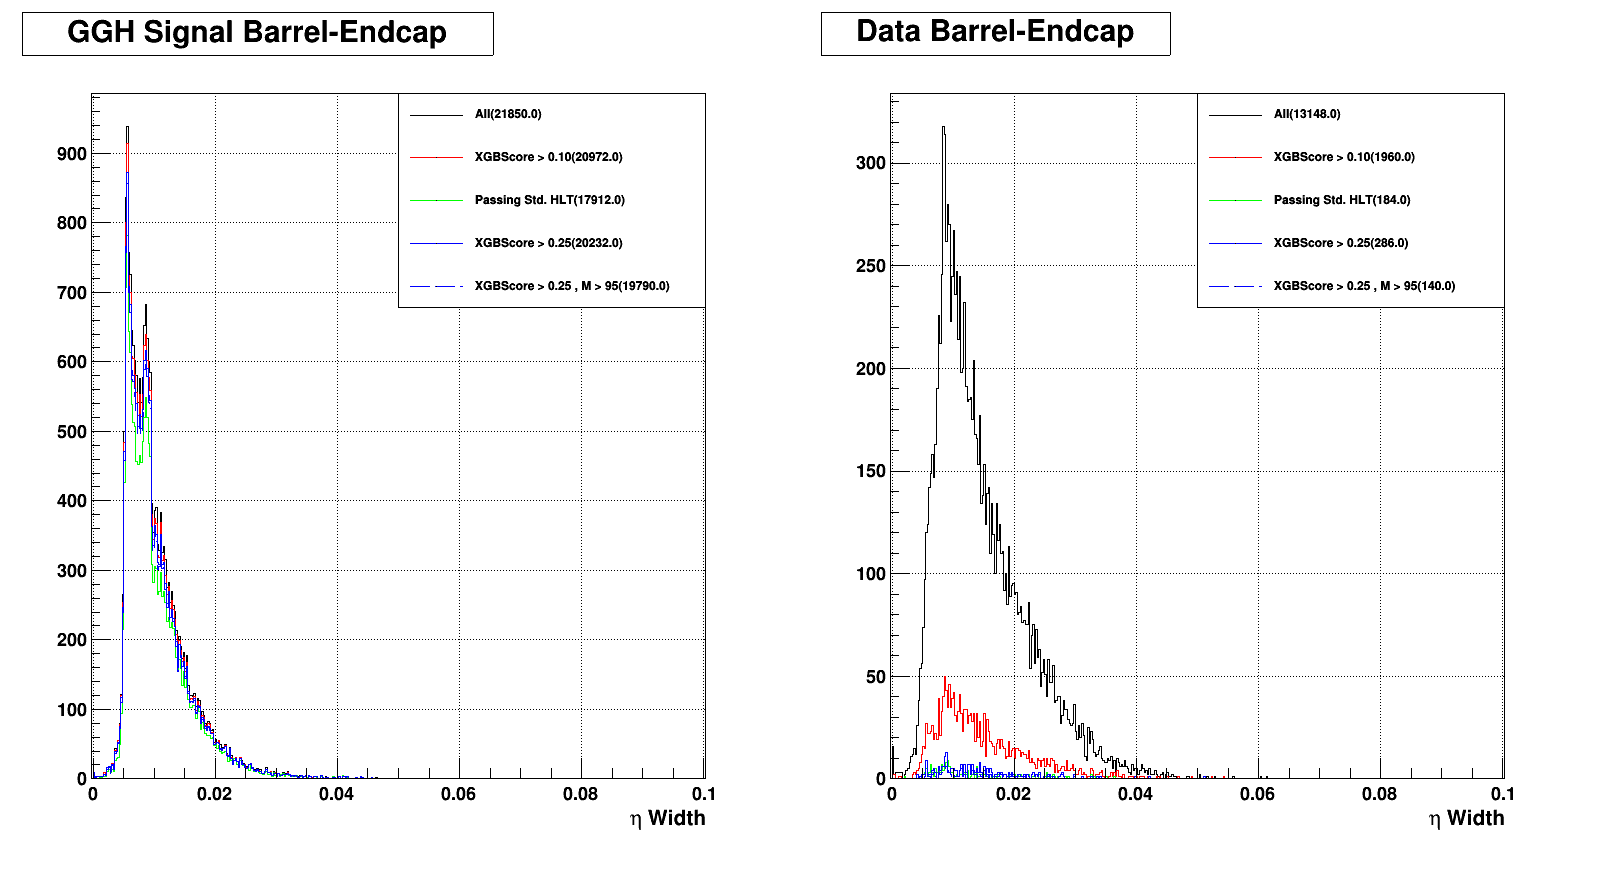 GGH Signal Barrel-Endcap
All(21850.0)
XGBScore > 0.10(20972.0)
Passing Std. HLT(17912.0)
XGBScore > 0.25(20232.0)
XGBScore > 0.25 , M > 95(19790.0)
900
800
700
600
500
400
300
200
100
0
0 0.02 0.04 0.06 0.08 0.1
η Width
Data Barrel-Endcap
All(13148.0)
XGBScore > 0.10(1960.0)
Passing Std. HLT(184.0)
XGBScore > 0.25(286.0)
XGBScore > 0.25 , M > 95(140.0)
300
250
200
150
100
50
0
0 0.02 0.04 0.06 0.08 0.1
η Width